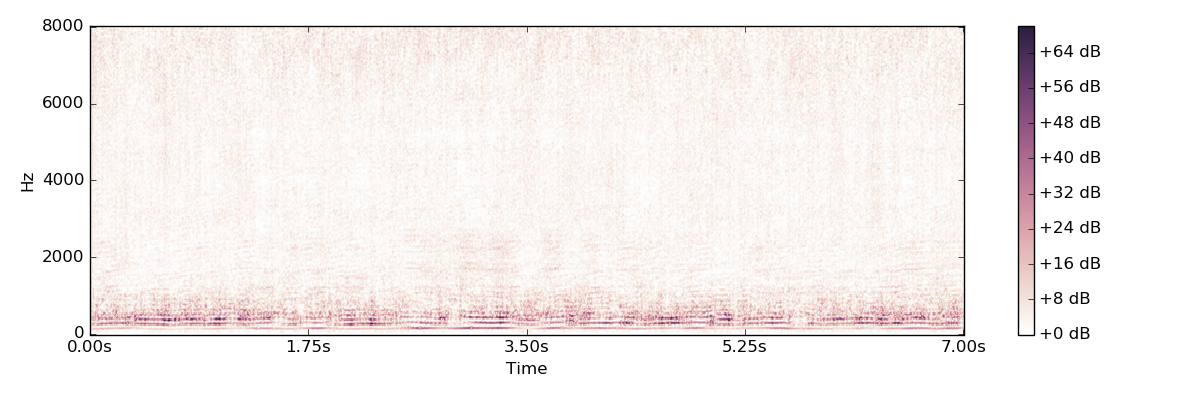 8000
6000
4000
2000
0
Hz
0.00s
1.75s
3.50s
5.25s
7.00s
Time
+64 dB
+56 dB
+48 dB
+40 dB
+32 dB
+24 dB
+16 dB
+8 dB
+0 dB